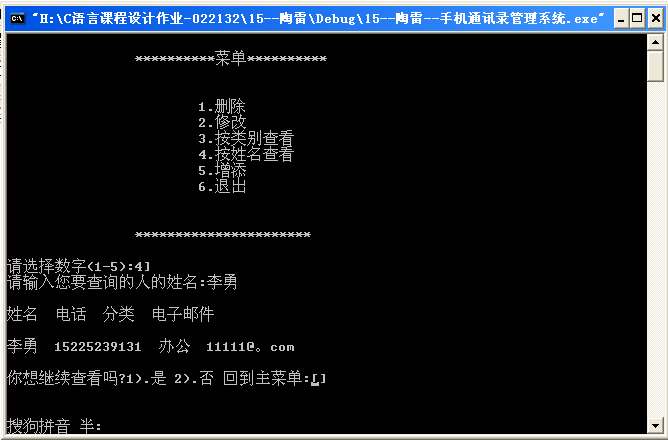 "H:\C语言课程设计作业-022132\15--陶雷\Debug\15--陶雷--手机通讯录管理系统.exe"
**********菜单**********
1.删除
2.修改
3.按类别查看
4.按姓名查看
5.增添
6.退出
**********************
请选择数字(1-5):4]
请输入您要查询的人的姓名:李勇
姓名 电话 分类 电子邮件
李勇 15225239131 办公 11111@。com
你想继续查看吗?1).是 2).否 回到主菜单:[ ]
搜狗拼音 半: